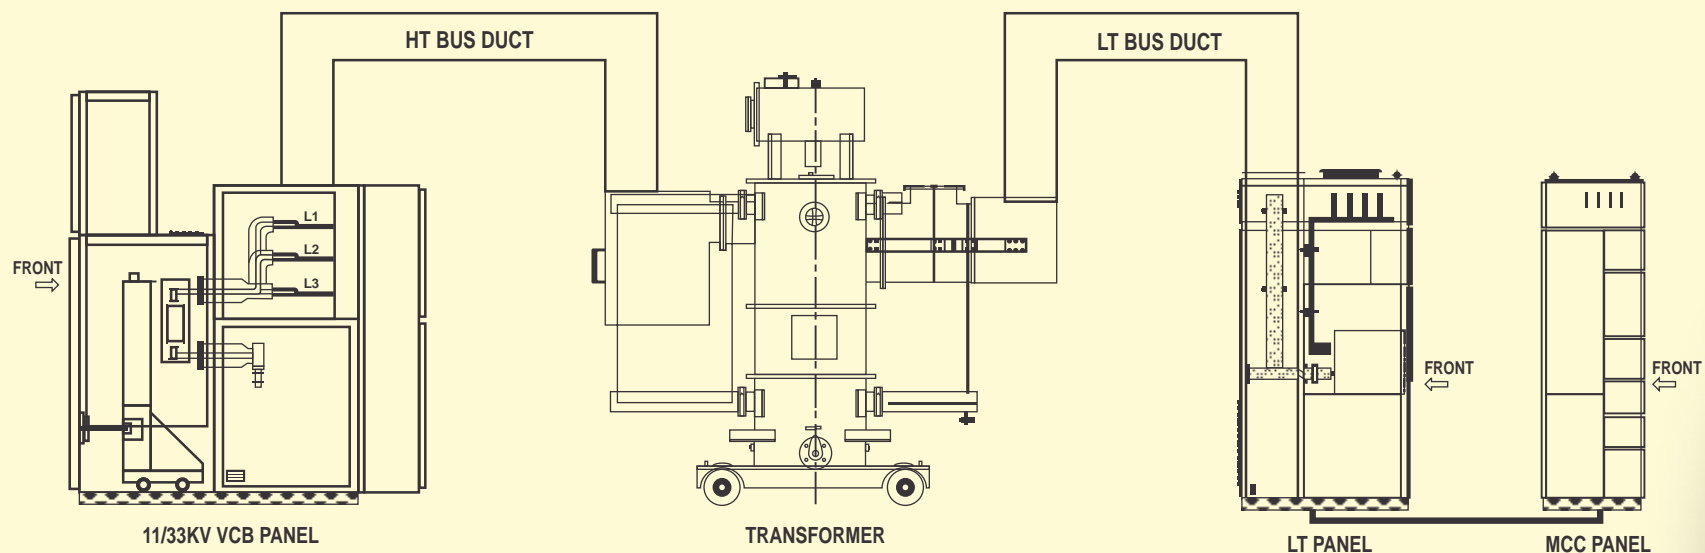 HT BUS DUCT
LT BUS DUCT
L1
L2
L3
FRONT
FRONT
FRONT
11/33KV VCB PANEL
TRANSFORMER
LT PANEL
MCC PANEL